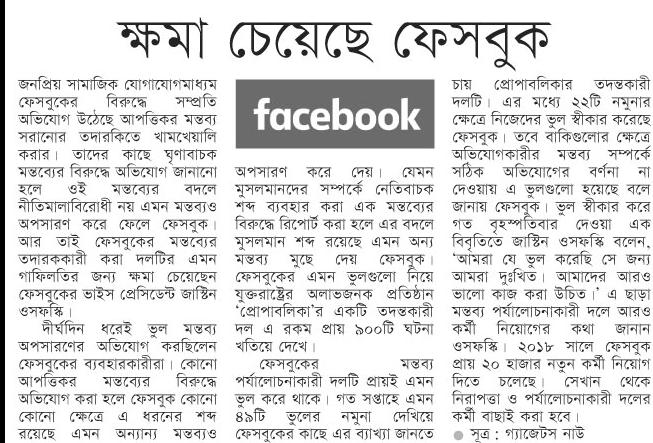 ক্ষমা চেয়েছে ফেসবুক
জনপ্রিয় সামাজিক যোগাযোগমাধ্যম
ফেসবুকের বিরুদ্ধে সম্প্রতি
অভিযোগ উঠেছে আপত্তিকর মন্তব্য
সরানোর তদারকিতে খামখেয়ালি
করার। তাদের কাছে ঘৃণাবাচক
মন্তব্যের বিরুদ্ধে অভিযোগ জানানো
হলে ওই মন্তব্যের বদলে
নীতিমালাবিরোধী নয় এমন মন্তব্যও
অপসারণ করে ফেলে ফেসবুক।
আর তাই ফেসবুকের মন্তব্যের
তদারককারী করা দলটির এমন
গাফিলতির জন্য ক্ষমা চেয়েছেন
ফেসবুকের ভাইস প্রেসিডেন্ট জাস্টিন
ওসফস্কি।
দীর্ঘদিন ধরেই ভুল মন্তব্য
অপসারণের অভিযোগ করছিলেন
ফেসবুকের ব্যবহারকারীরা। কোনো
আপত্তিকর মন্তব্যের বিরুদ্ধে
অভিযোগ করা হলে ফেসবুক কোনো
কোনো ক্ষেত্রে এ ধরনের শব্দ
রয়েছে এমন অন্যান্য মন্তব্যও
facebook
অপসারণ করে দেয়। যেমন
মুসলমানদের সম্পর্কে নেতিবাচক
শব্দ ব্যবহার করা এক মন্তব্যের
বিরুদ্ধে রিপোর্ট করা হলে এর বদলে
মুসলমান শব্দ রয়েছে এমন অন্য
মন্তব্য মুছে দেয় ফেসবুক।
ফেসবুকের এমন ভুলগুলো নিয়ে
যুক্তরাষ্ট্রের অলাভজনক প্রতিষ্ঠান
'প্রোপাবলিকা'র একটি তদন্তকারী
দল এ রকম প্রায় ৯০০টি ঘটনা
খতিয়ে দেখে।
ফেসবুকের মন্তব্য
পর্যালোচনাকারী দলটি প্রায়ই এমন
ভুল করে থাকে। গত সপ্তাহে এমন
৪৯টি ভুলের নমুনা দেখিয়ে
ফেসবুকের কাছে এর ব্যাখ্যা জানতে
চায় প্রোপাবলিকার তদন্তকারী
দলটি। এর মধ্যে ২২টি নমুনার
ক্ষেত্রে নিজেদের ভুল স্বীকার করেছে
ফেসবুক। তবে বাকিগুলোর ক্ষেত্রে
অভিযোগকারীর মন্তব্য সম্পর্কে
সঠিক অভিযোগের বর্ণনা না
দেওয়ায় এ ভুলগুলো হয়েছে বলে
জানায় ফেসবুক। ভুল স্বীকার করে
গত বৃহস্পতিবার দেওয়া এক
বিবৃতিতে জাস্টিন ওসফস্কি বলেন,
'আমরা যে ভুল করেছি সে জন্য
আমরা দুঃখিত। আমাদের আরও
ভালো কাজ করা উচিত।' এ ছাড়া
মন্তব্য পর্যালোচনাকারী দলে আরও
কর্মী নিয়োগের কথা জানান
ওসফস্কি। ২০১৮ সালে ফেসবুক
প্রায় ২০ হাজার নতুন কর্মী নিয়োগ
দিতে চলেছে। সেখান থেকে
নিরাপত্তা ও পর্যালোচনাকারী দলের
কর্মী বাছাই করা হবে।
● সূত্র : গ্যাজেটস নাউ